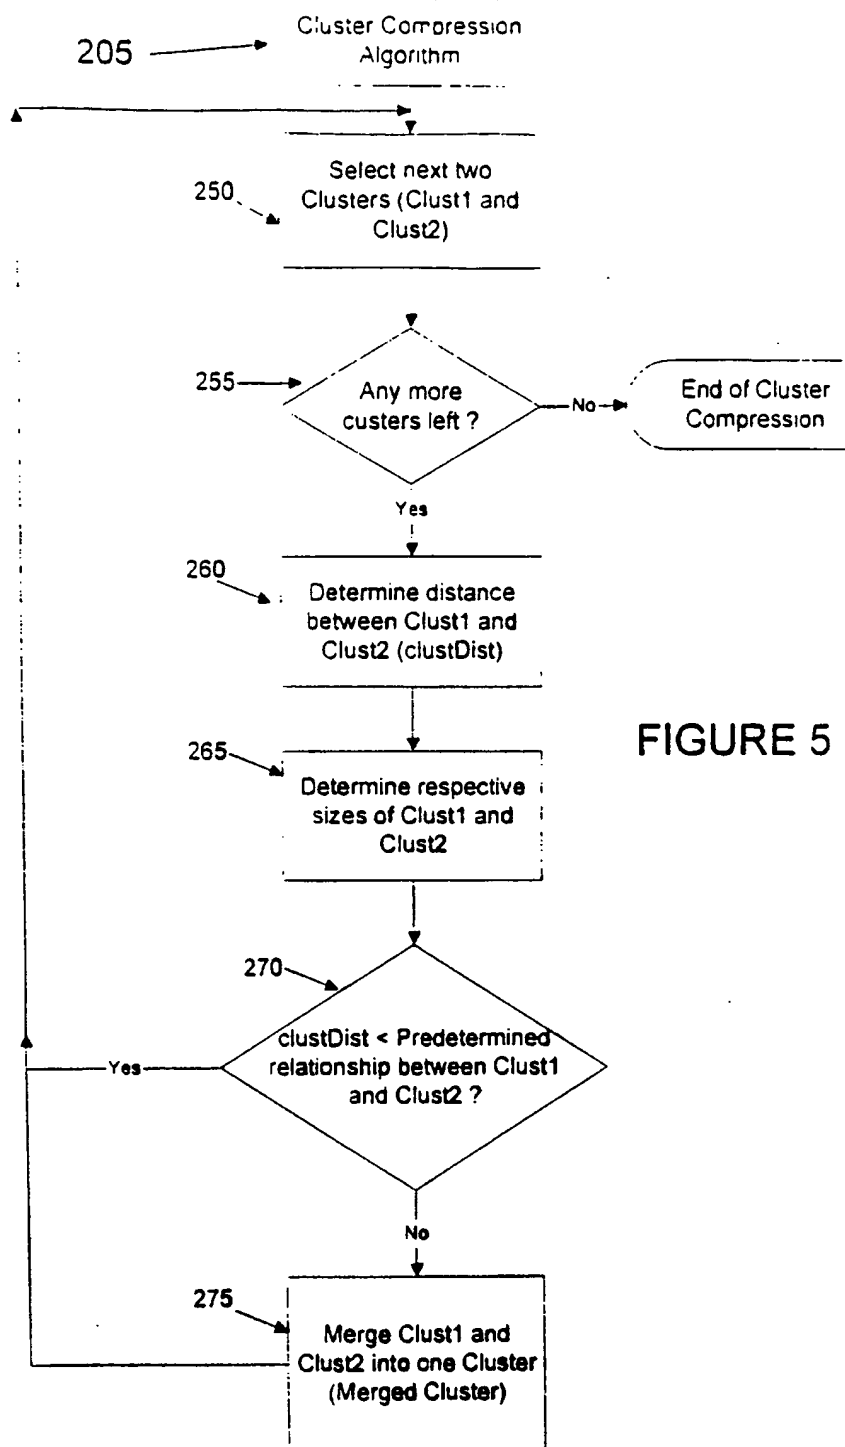 Cluster Compression
Algorithm
205
Select next two
Clusters (Clust1 and
Clust2)
250
255
Any more
custers left ?
No
End of Cluster
Compression
Yes
260
Determine distance
between Clust1 and
Clust2 (clustDist)
FIGURE 5
265
Determine respective
sizes of Clust1 and
Clust2
270
clustDist < Predetermined
relationship between Clust1
and Clust2 ?
Yes
No
275
Merge Clust1 and
Clust2 into one Cluster
(Merged Cluster)